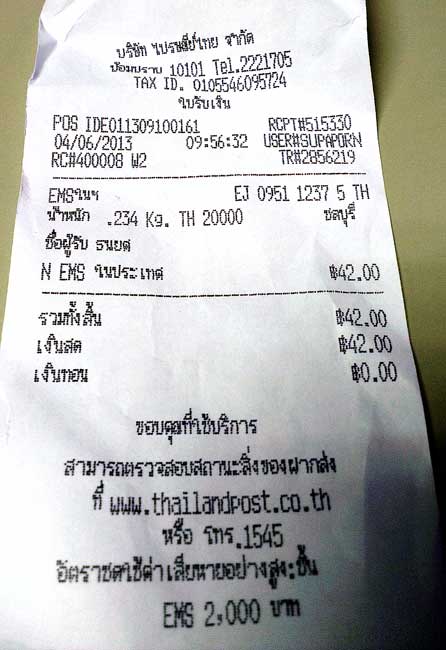 บริษัท ไปรษณีย์ไทย จำกัด
ป้อมปราบ 10101 Tel.2221705
TAX ID. 0105546095724
ใบรับเงิน
POS IDE011309100161 RCPT#515330
04/06/2013 09:56:32 USER#SUPAPORN
RC#400008 W2 TR#2856219
EMSในฯ EJ 0951 1237 5 TH
น้ำหนัก .234 Kg. TH 20000 ชลบุรี
ชื่อผู้รับ ธนยต
N EMS ในประเทศ ฿42.00
รวมทั้งสิ้น ฿42.00
เงินสด ฿42.00
เงินทอน ฿0.00
ขอบคุณที่ใช้บริการ
สามารถตรวจสอบสถานะสิ่งของฝากส่ง
ที่ www.thailandpost.co.th
หรือ โทร.1545
อัตราชดใช้ค่าเสียหายอย่างสูง:ชิ้น
EMS 2,000 บาท